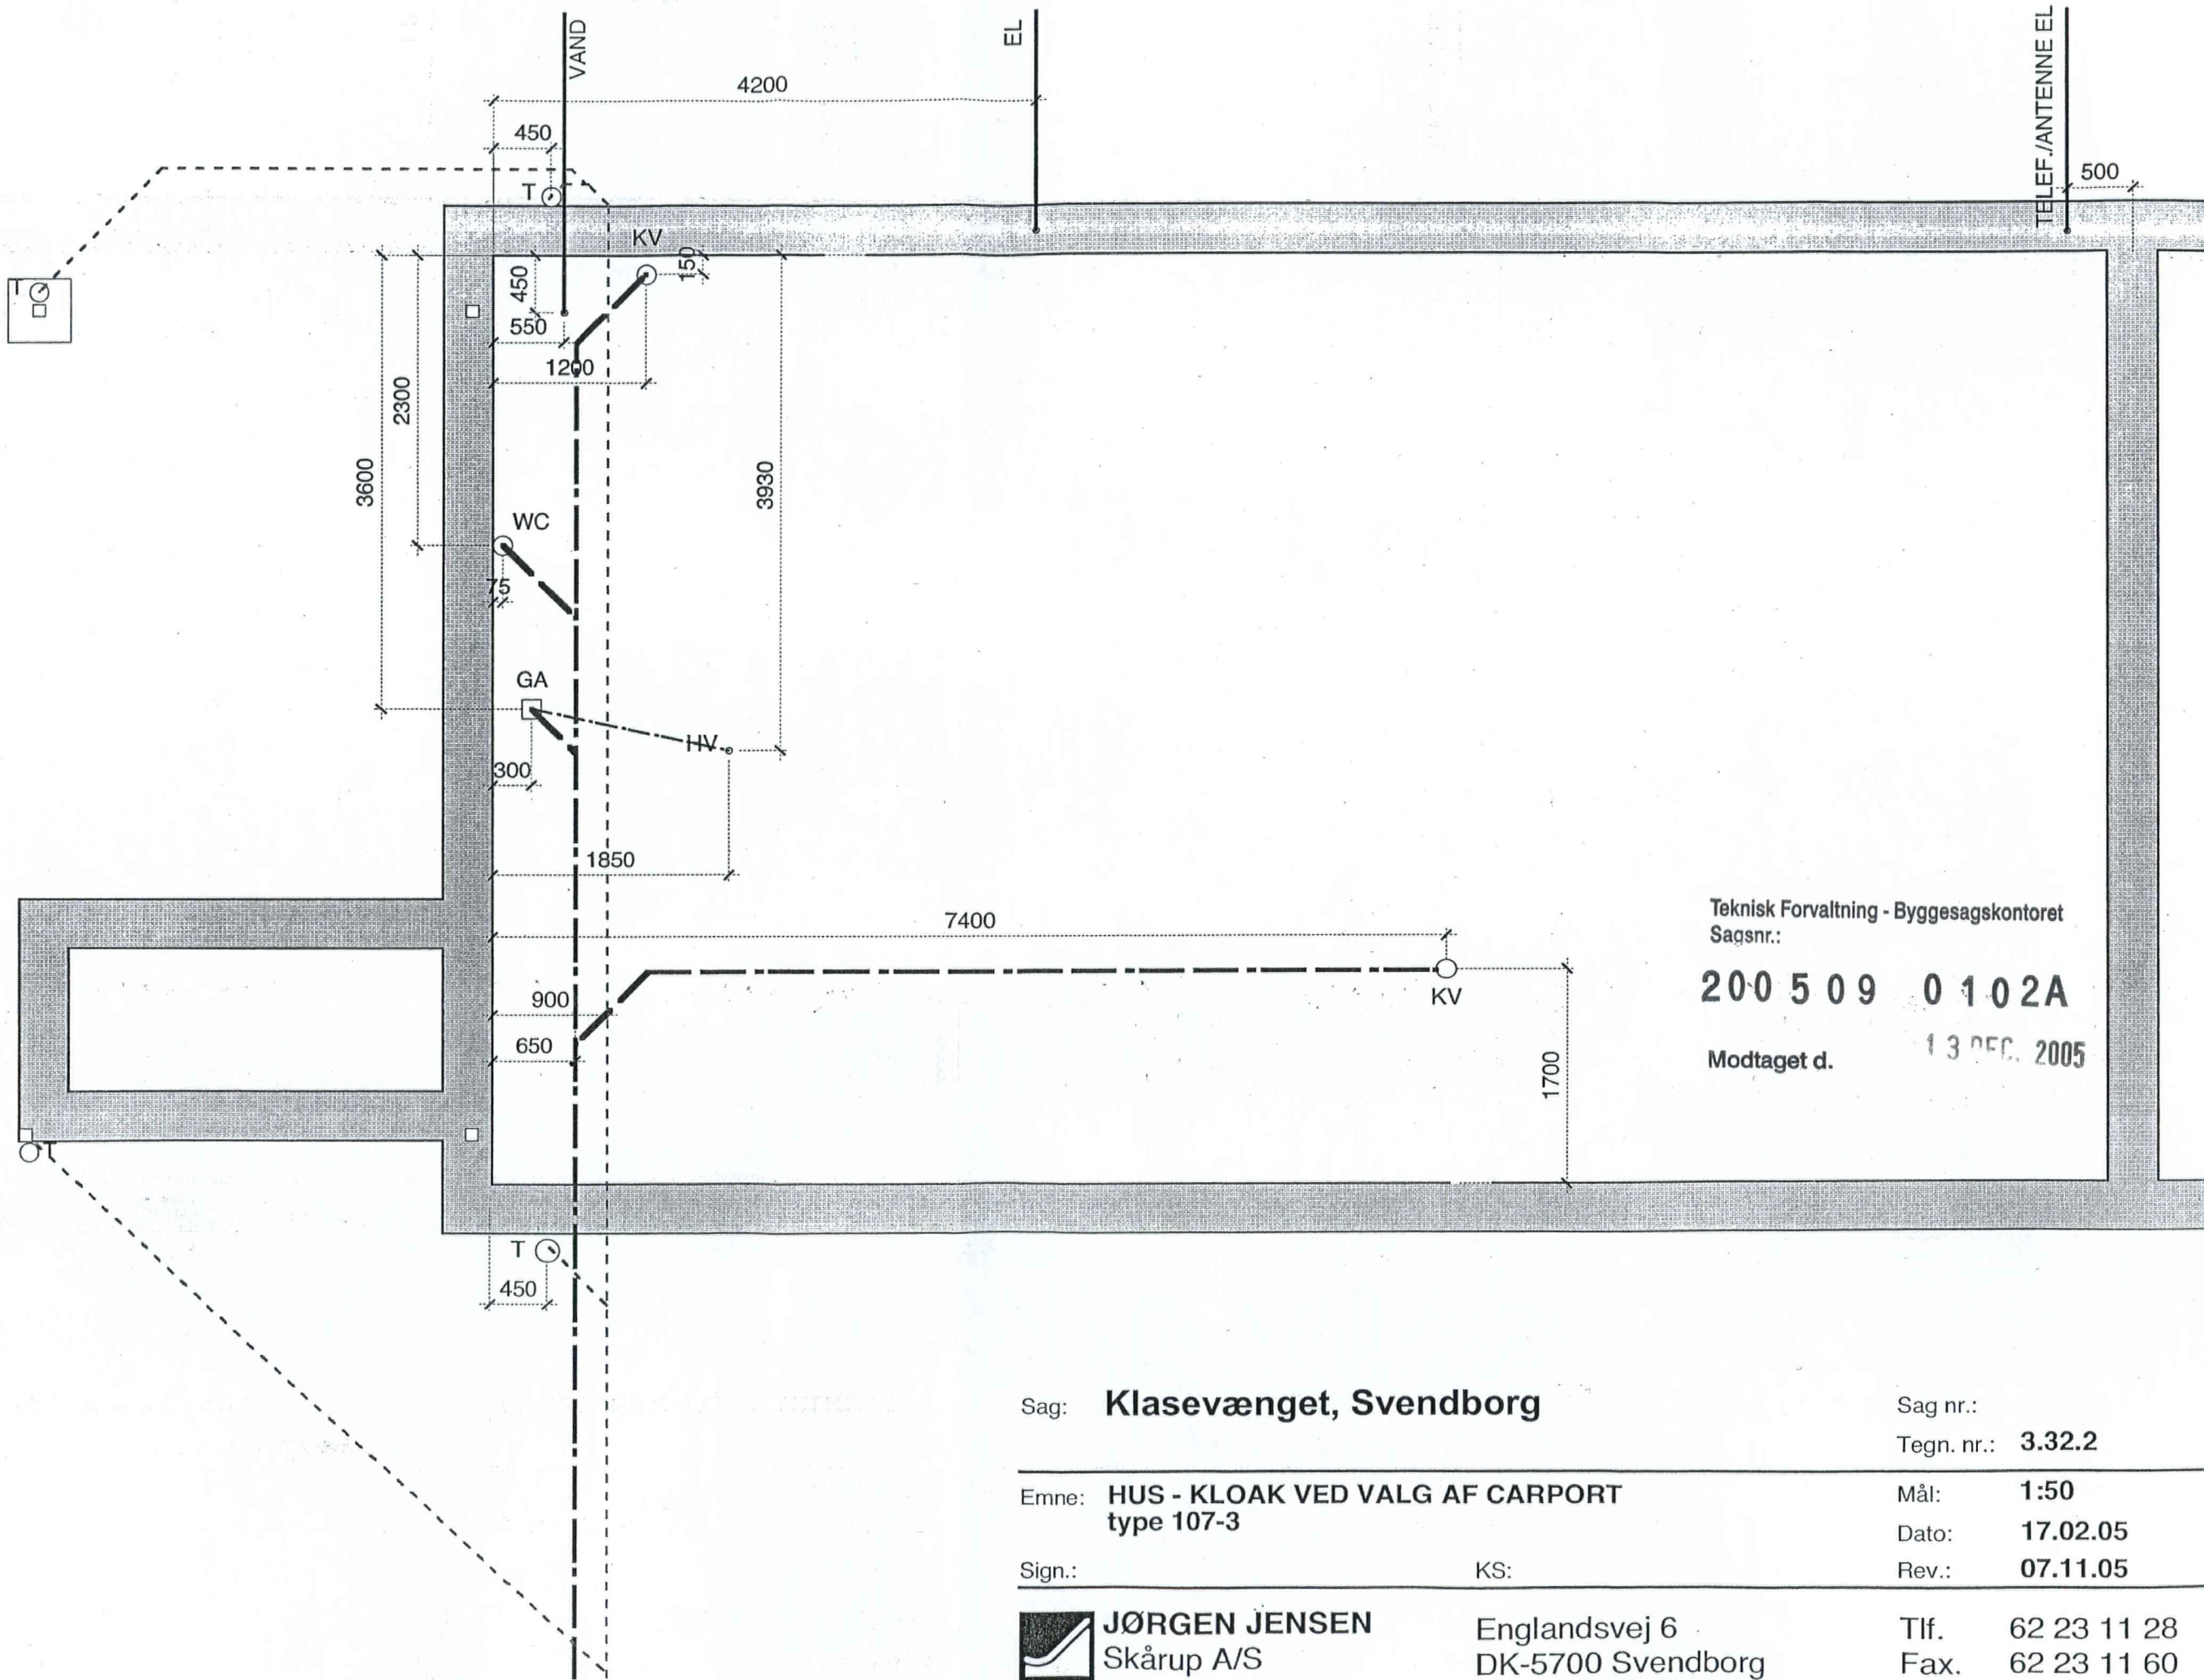 VAND
EL
TELEF./ANTENNE EL
4200
450
500
T
KV
150
T
450
550
1200
2300
3600
3930
WC
75
GA
HV
300
1850
7400
900
KV
650
1700
T
T
450
Teknisk Forvaltning - Byggesagskontoret
Sagsnr.:
200509 0102A
Modtaget d. 13 DEC. 2005
Sag: Klasevænget, Svendborg
Sag nr.:
Tegn. nr.: 3.32.2
Emne: HUS - KLOAK VED VALG AF CARPORT
type 107-3
Mål: 1:50
Dato: 17.02.05
Sign.: KS: Rev.: 07.11.05
JØRGEN JENSEN
Skårup A/S
Englandsvej 6
DK-5700 Svendborg
Tlf. 62 23 11 28
Fax. 62 23 11 60